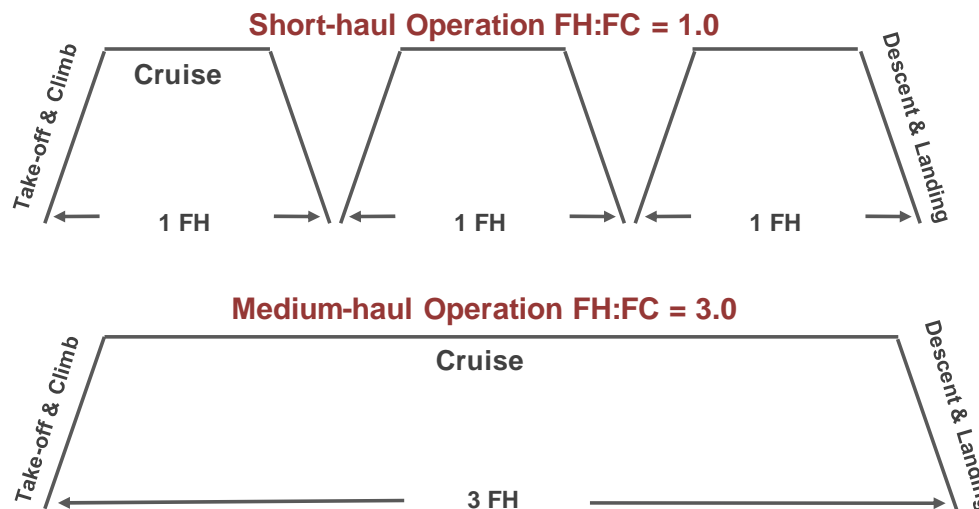 Short-haul Operation FH:FC = 1.0
Take-off & Climb
Cruise
Descent & Landing
1 FH
1 FH
1 FH
Medium-haul Operation FH:FC = 3.0
Take-off & Climb
Cruise
Descent & Landing
3 FH